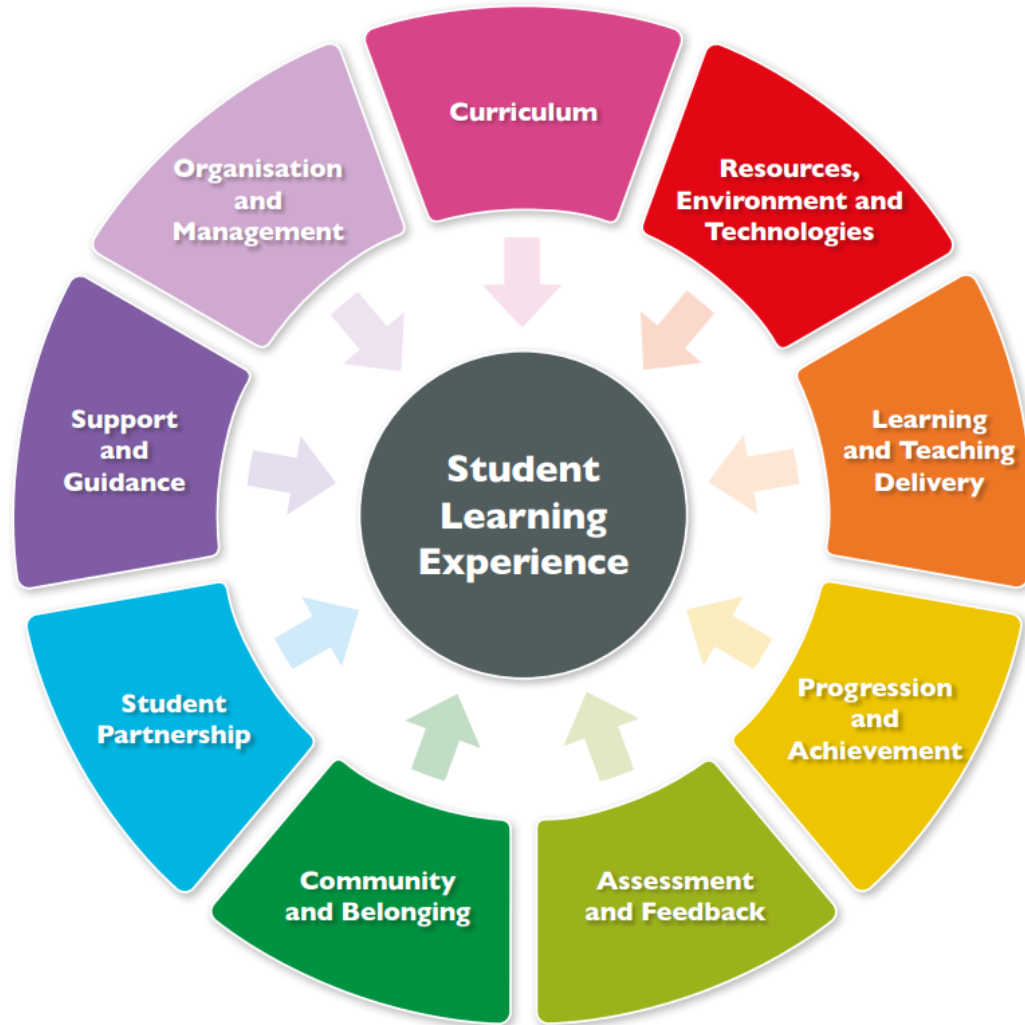 Curriculum
Resources,
Environment and
Technologies
Learning
and Teaching
Delivery
Progression
and
Achievement
Assessment
and Feedback
Community
and Belonging
Student
Partnership
Support
and
Guidance
Organisation
and
Management
Student
Learning
Experience